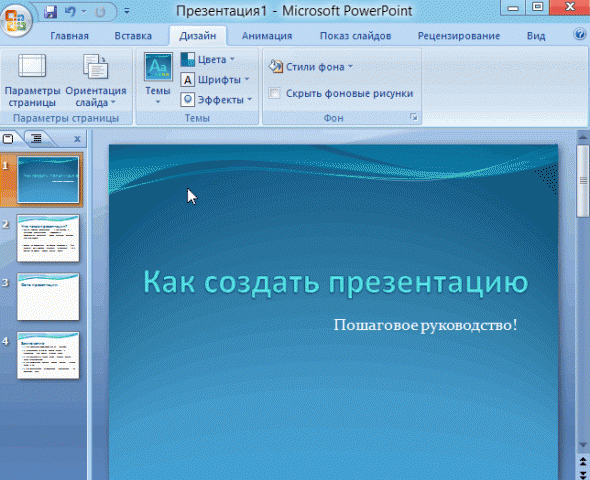 Презентация1 - Microsoft PowerPoint
Главная Вставка Дизайн Анимация Показ слайдов Рецензирование Вид
Параметры страницы
Ориентация слайда
Темы
Цвета
Шрифты
Эффекты
Стили фона
Скрыть фоновые рисунки
Параметры страницы Темы Фон
1
2
3
4
Как создать презентацию
Пошаговое руководство!